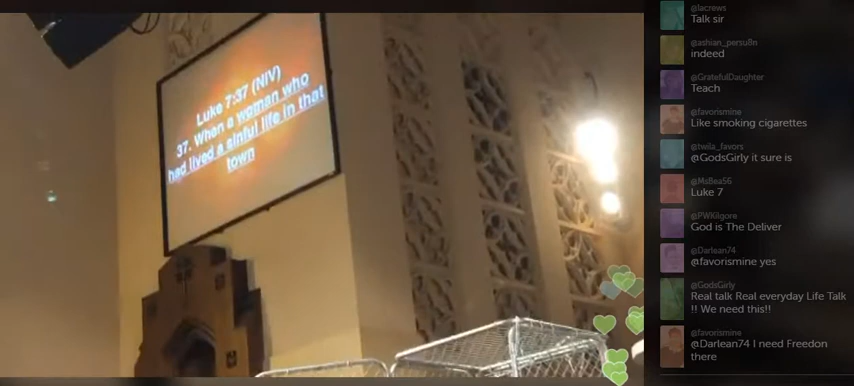 Luke 7:37 (NIV)
37. When a woman who
had lived a sinful life in that
town
@lacrews
Talk sir
@ashian_persu8n
indeed
@GratefulDaughter
Teach
@favorismine
Like smoking cigarettes
@twila_favors
@GodsGirly it sure is
@MsBea56
Luke 7
@PWKilgore
God is The Deliver
@Darlean74
@favorismine yes
@GodsGirly
Real talk Real everyday Life Talk
!! We need this!!
@favorismine
@Darlean74 I need Freedon
there